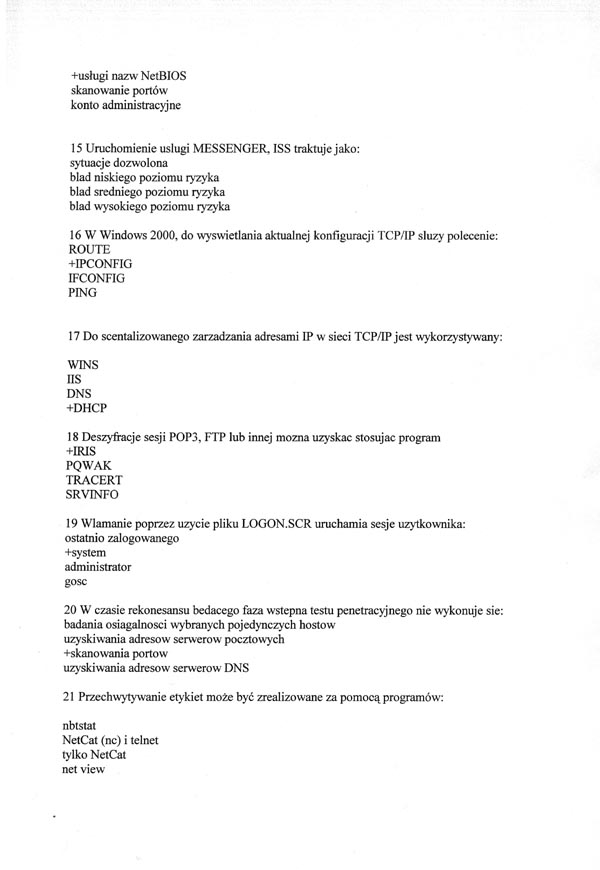 +usługi nazw NetBIOS
skanowanie portów
konto administracyjne
15 Uruchomienie uslugi MESSENGER, ISS traktuje jako:
sytuacje dozwolona
blad niskiego poziomu ryzyka
blad sredniego poziomu ryzyka
blad wysokiego poziomu ryzyka
16 W Windows 2000, do wyswietlania aktualnej konfiguracji TCP/IP sluzy polecenie:
ROUTE
+IPCONFIG
IFCONFIG
PING
17 Do scentalizowanego zarzadzania adresami IP w sieci TCP/IP jest wykorzystywany:
WINS
IIS
DNS
+DHCP
18 Deszyfracje sesji POP3, FTP lub innej mozna uzyskac stosujac program
+IRIS
PQWAK
TRACERT
SRVINFO
19 Wlamanie poprzez uzycie pliku LOGON.SCR uruchamia sesje uzytkownika:
ostatnio zalogowanego
+system
administrator
gosc
20 W czasie rekonesansu bedacego faza wstepna testu penetracyjnego nie wykonuje sie:
badania osiagalnosci wybranych pojedynczych hostow
uzyskiwania adresow serwerow pocztowych
+skanowania portow
uzyskiwania adresow serwerow DNS
21 Przechwytywanie etykiet może być zrealizowane za pomocą programów:
nbtstat
NetCat (nc) i telnet
tylko NetCat
net view